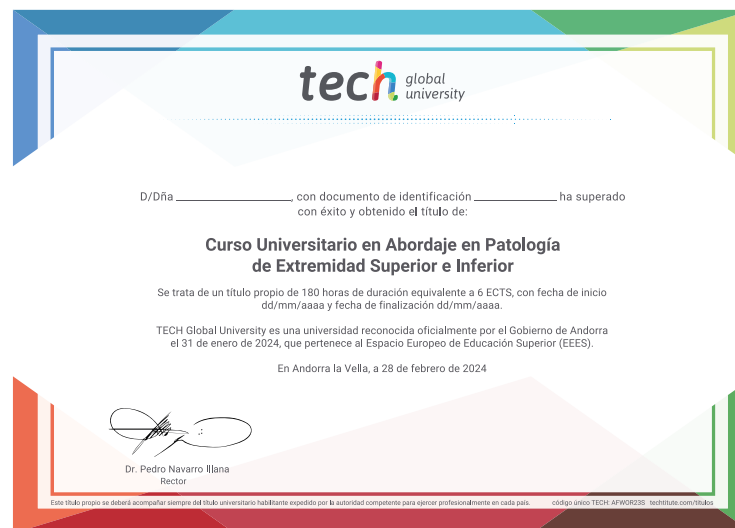 tech global university
D/Dña ____________, con documento de identificación ____________ ha superado
con éxito y obtenido el título de:
Curso Universitario en Abordaje en Patología
de Extremidad Superior e Inferior
Se trata de un título propio de 180 horas de duración equivalente a 6 ECTS, con fecha de inicio
dd/mm/aaaa y fecha de finalización dd/mm/aaaa.
TECH Global University es una universidad reconocida oficialmente por el Gobierno de Andorra
el 31 de enero de 2024, que pertenece al Espacio Europeo de Educación Superior (EEES).
En Andorra la Vella, a 28 de febrero de 2024
Dr. Pedro Navarro Illana
Rector
Este título propio se deberá acompañar siempre del título universitario habilitante expedido por la autoridad competente para ejercer profesionalmente en cada país. código único TECH: AFWOR23S techtitute.com/titulos